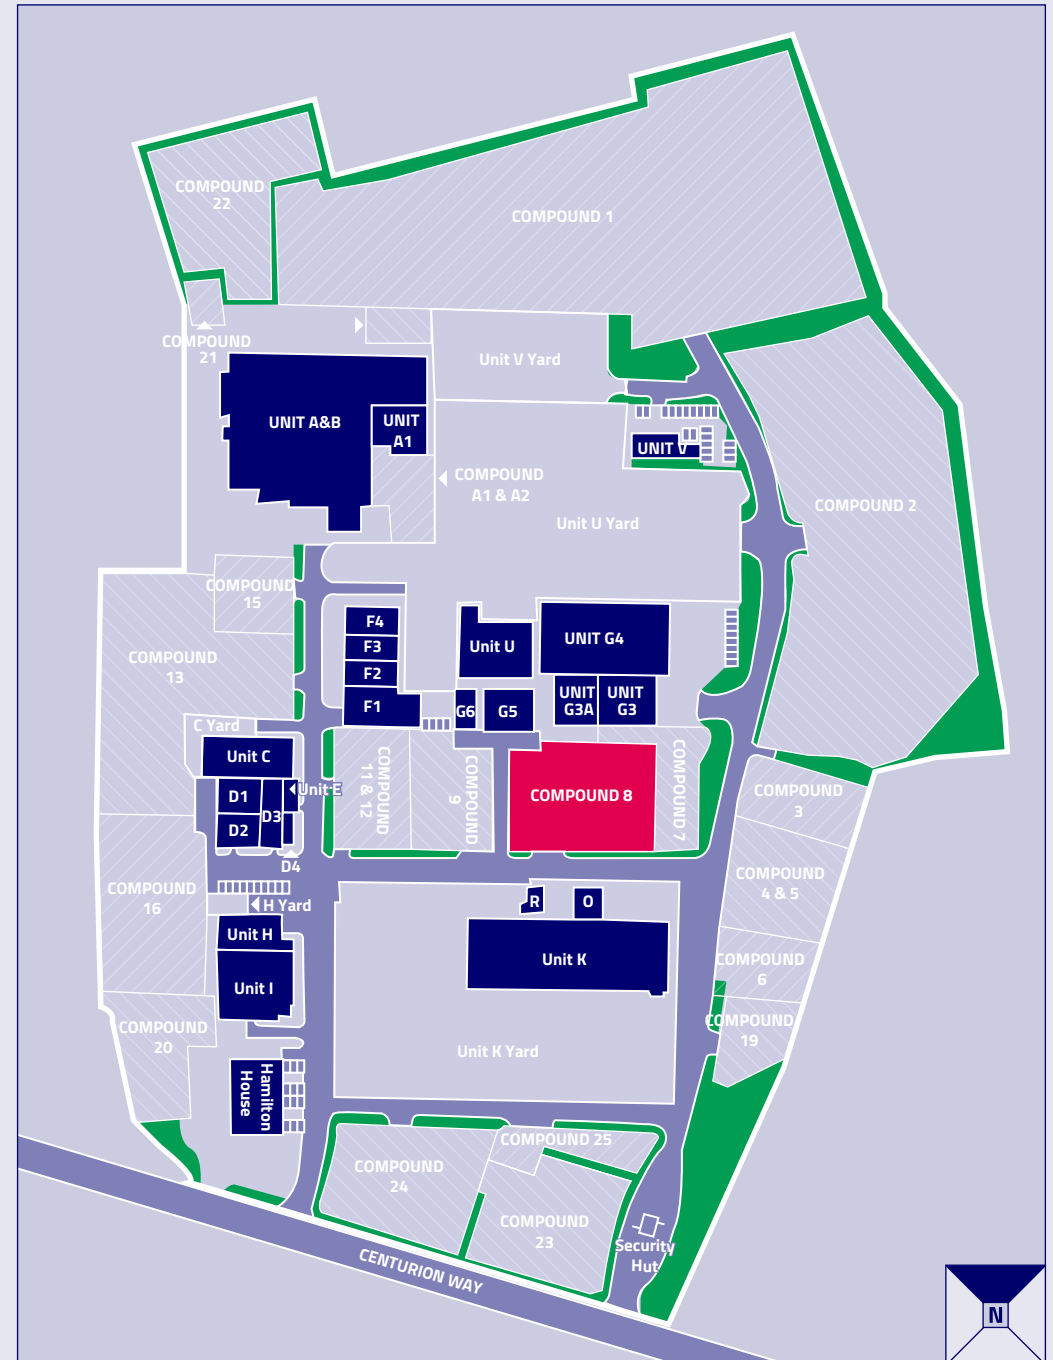 COMPOUND
22
COMPOUND 1
COMPOUND
21
Unit V Yard
UNIT A&B
UNIT
A1
UNIT V
COMPOUND
A1 & A2
COMPOUND 2
Unit U Yard
COMPOUND
15
F4
F3
F2
F1
Unit U
UNIT G4
COMPOUND
13
UNIT
G3A
UNIT
G3
G6
G5
C Yard
Unit C
COMPOUND
11 & 12
COMPOUND
9
COMPOUND 8
COMPOUND 7
Unit E
D1
D2
D3
D4
COMPOUND
3
COMPOUND
4 & 5
COMPOUND
16
H Yard
R
O
Unit H
Unit K
Unit I
COMPOUND
6
COMPOUND
19
COMPOUND
20
Unit K Yard
Hamilton
House
COMPOUND 25
COMPOUND
24
COMPOUND
23
Security
Hut
CENTURION WAY
N